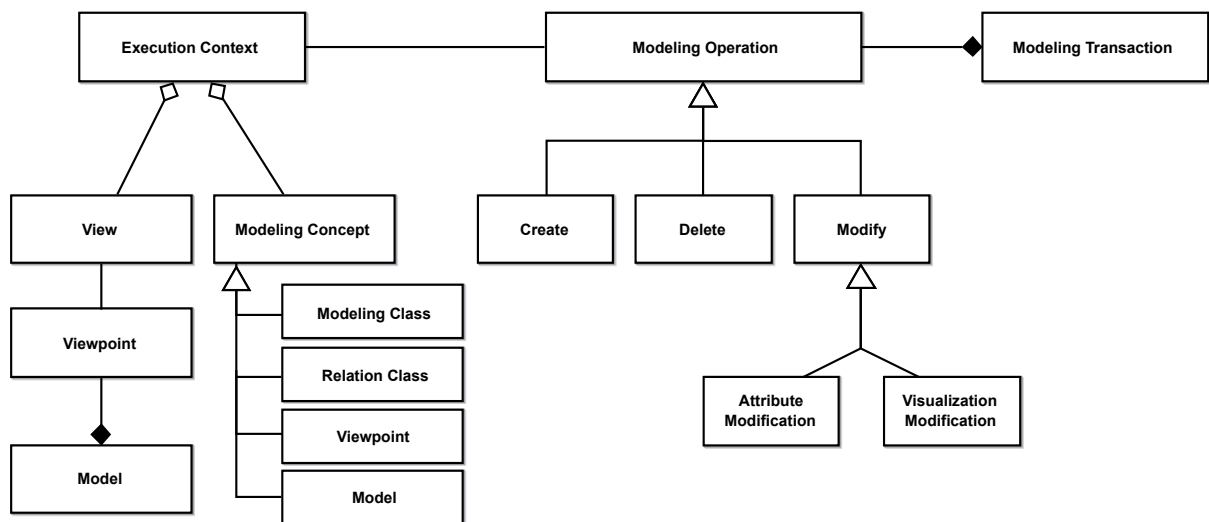 Execution Context
Modeling Operation
Modeling Transaction
View
Modeling Concept
Create
Delete
Modify
Modeling Class
Viewpoint
Relation Class
Attribute
Modification
Visualization
Modification
Viewpoint
Model
Model